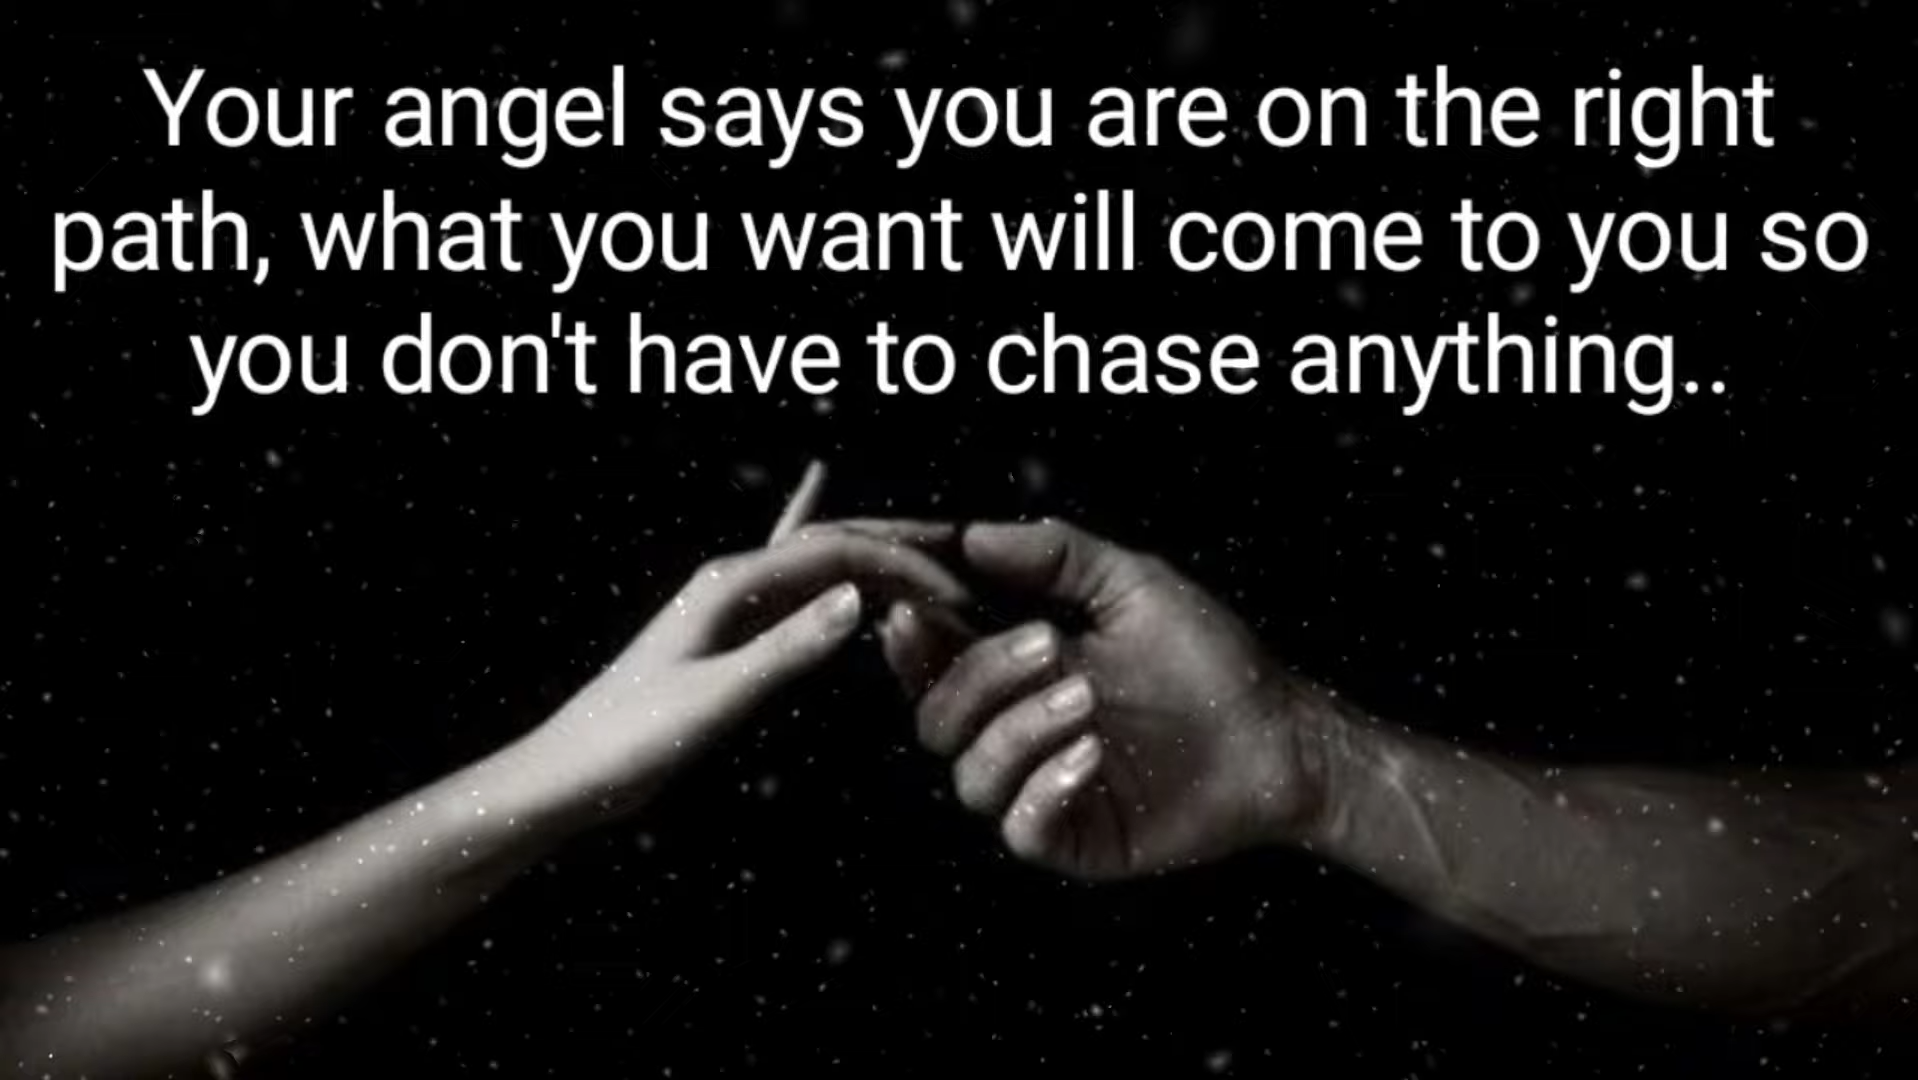 Your angel says you are on the right
path, what you want will come to you so
you don't have to chase anything..